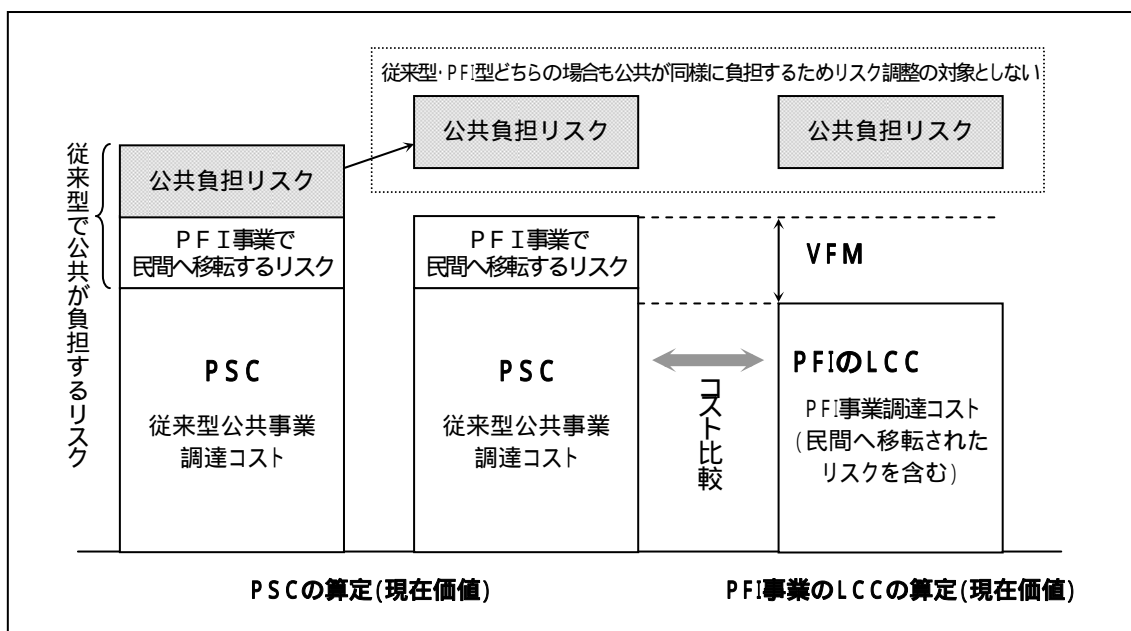 従来型･PFI型どちらの場合も公共が同様に負担するためリスク調整の対象としない
公共負担リスク
公共負担リスク
従来型で公共が負担するリスク
公共負担リスク
ＰＦＩ事業で
民間へ移転するリスク
PSC
従来型公共事業
調達コスト
ＰＦＩ事業で
民間へ移転するリスク
PSC
従来型公共事業
調達コスト
コスト比較
VFM
PFIのLCC
PFI事業調達コスト
(民間へ移転された
リスクを含む)
PSCの算定(現在価値)
PFI事業のLCCの算定(現在価値)